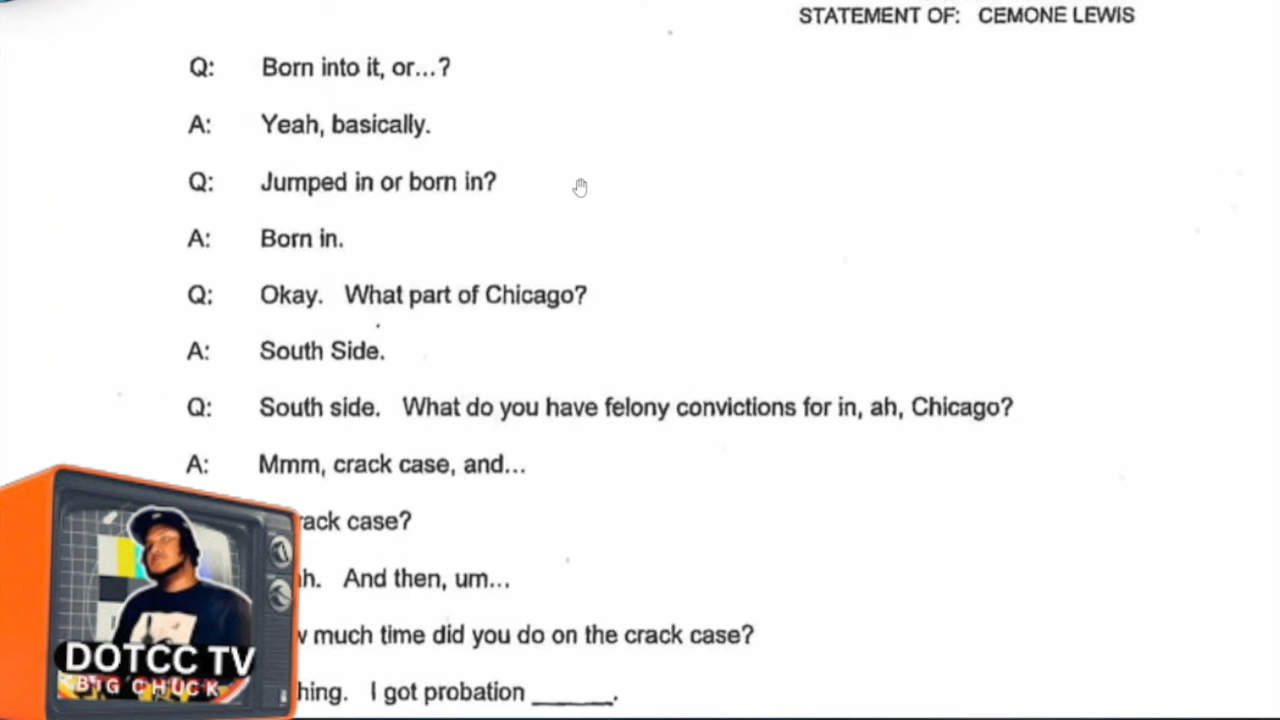 STATEMENT OF: CEMONE LEWIS
Q: Born into it, or...?
A: Yeah, basically.
Q: Jumped in or born in?
A: Born in.
Q: Okay. What part of Chicago?
A: South Side.
Q: South side. What do you have felony convictions for in, ah, Chicago?
A: Mmm, crack case, and...
rack case?
h. And then, um...
w much time did you do on the crack case?
hing. I got probation ______.
DOTCC TV
BIG CHUCK